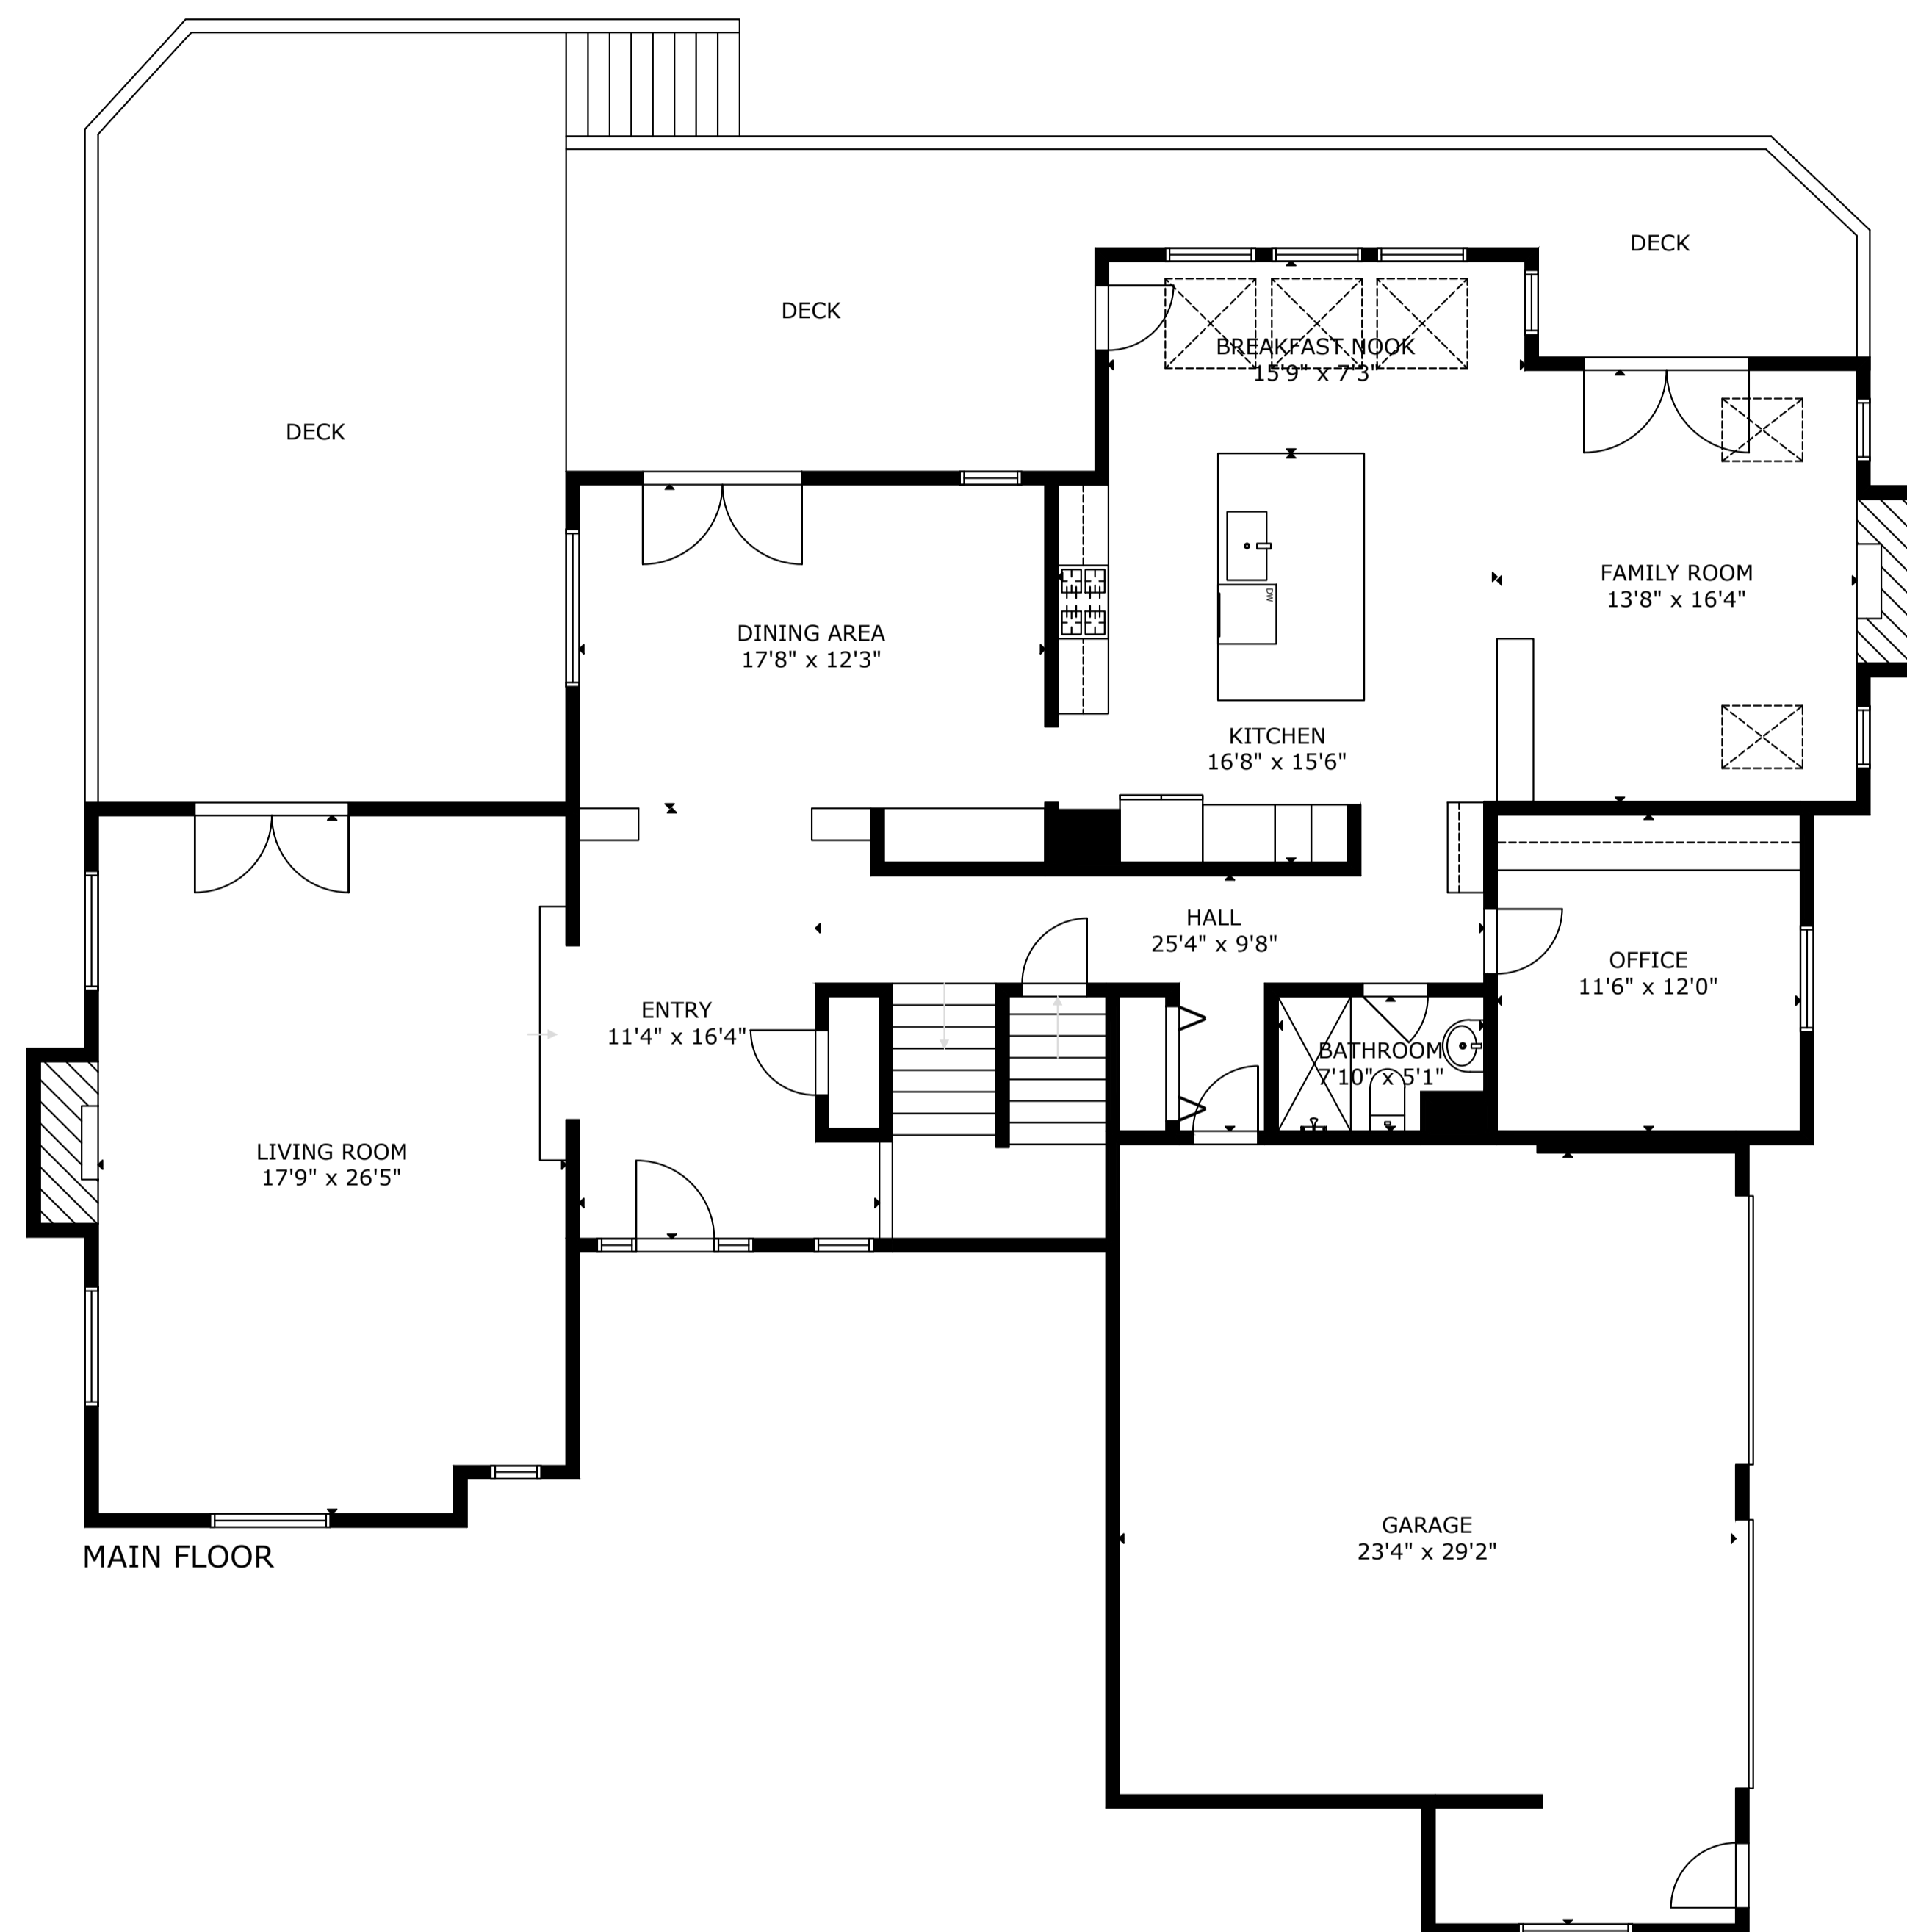 DECK
DECK
DECK
BREAKFAST NOOK
15'9" x 7'3"
FAMILY ROOM
13'8" x 16'4"
DW
DINING AREA
17'8" x 12'3"
KITCHEN
16'8" x 15'6"
HALL
25'4" x 9'8"
OFFICE
11'6" x 12'0"
ENTRY
11'4" x 16'4"
BATHROOM
7'10" x 5'1"
LIVING ROOM
17'9" x 26'5"
GARAGE
23'4" x 29'2"
MAIN FLOOR